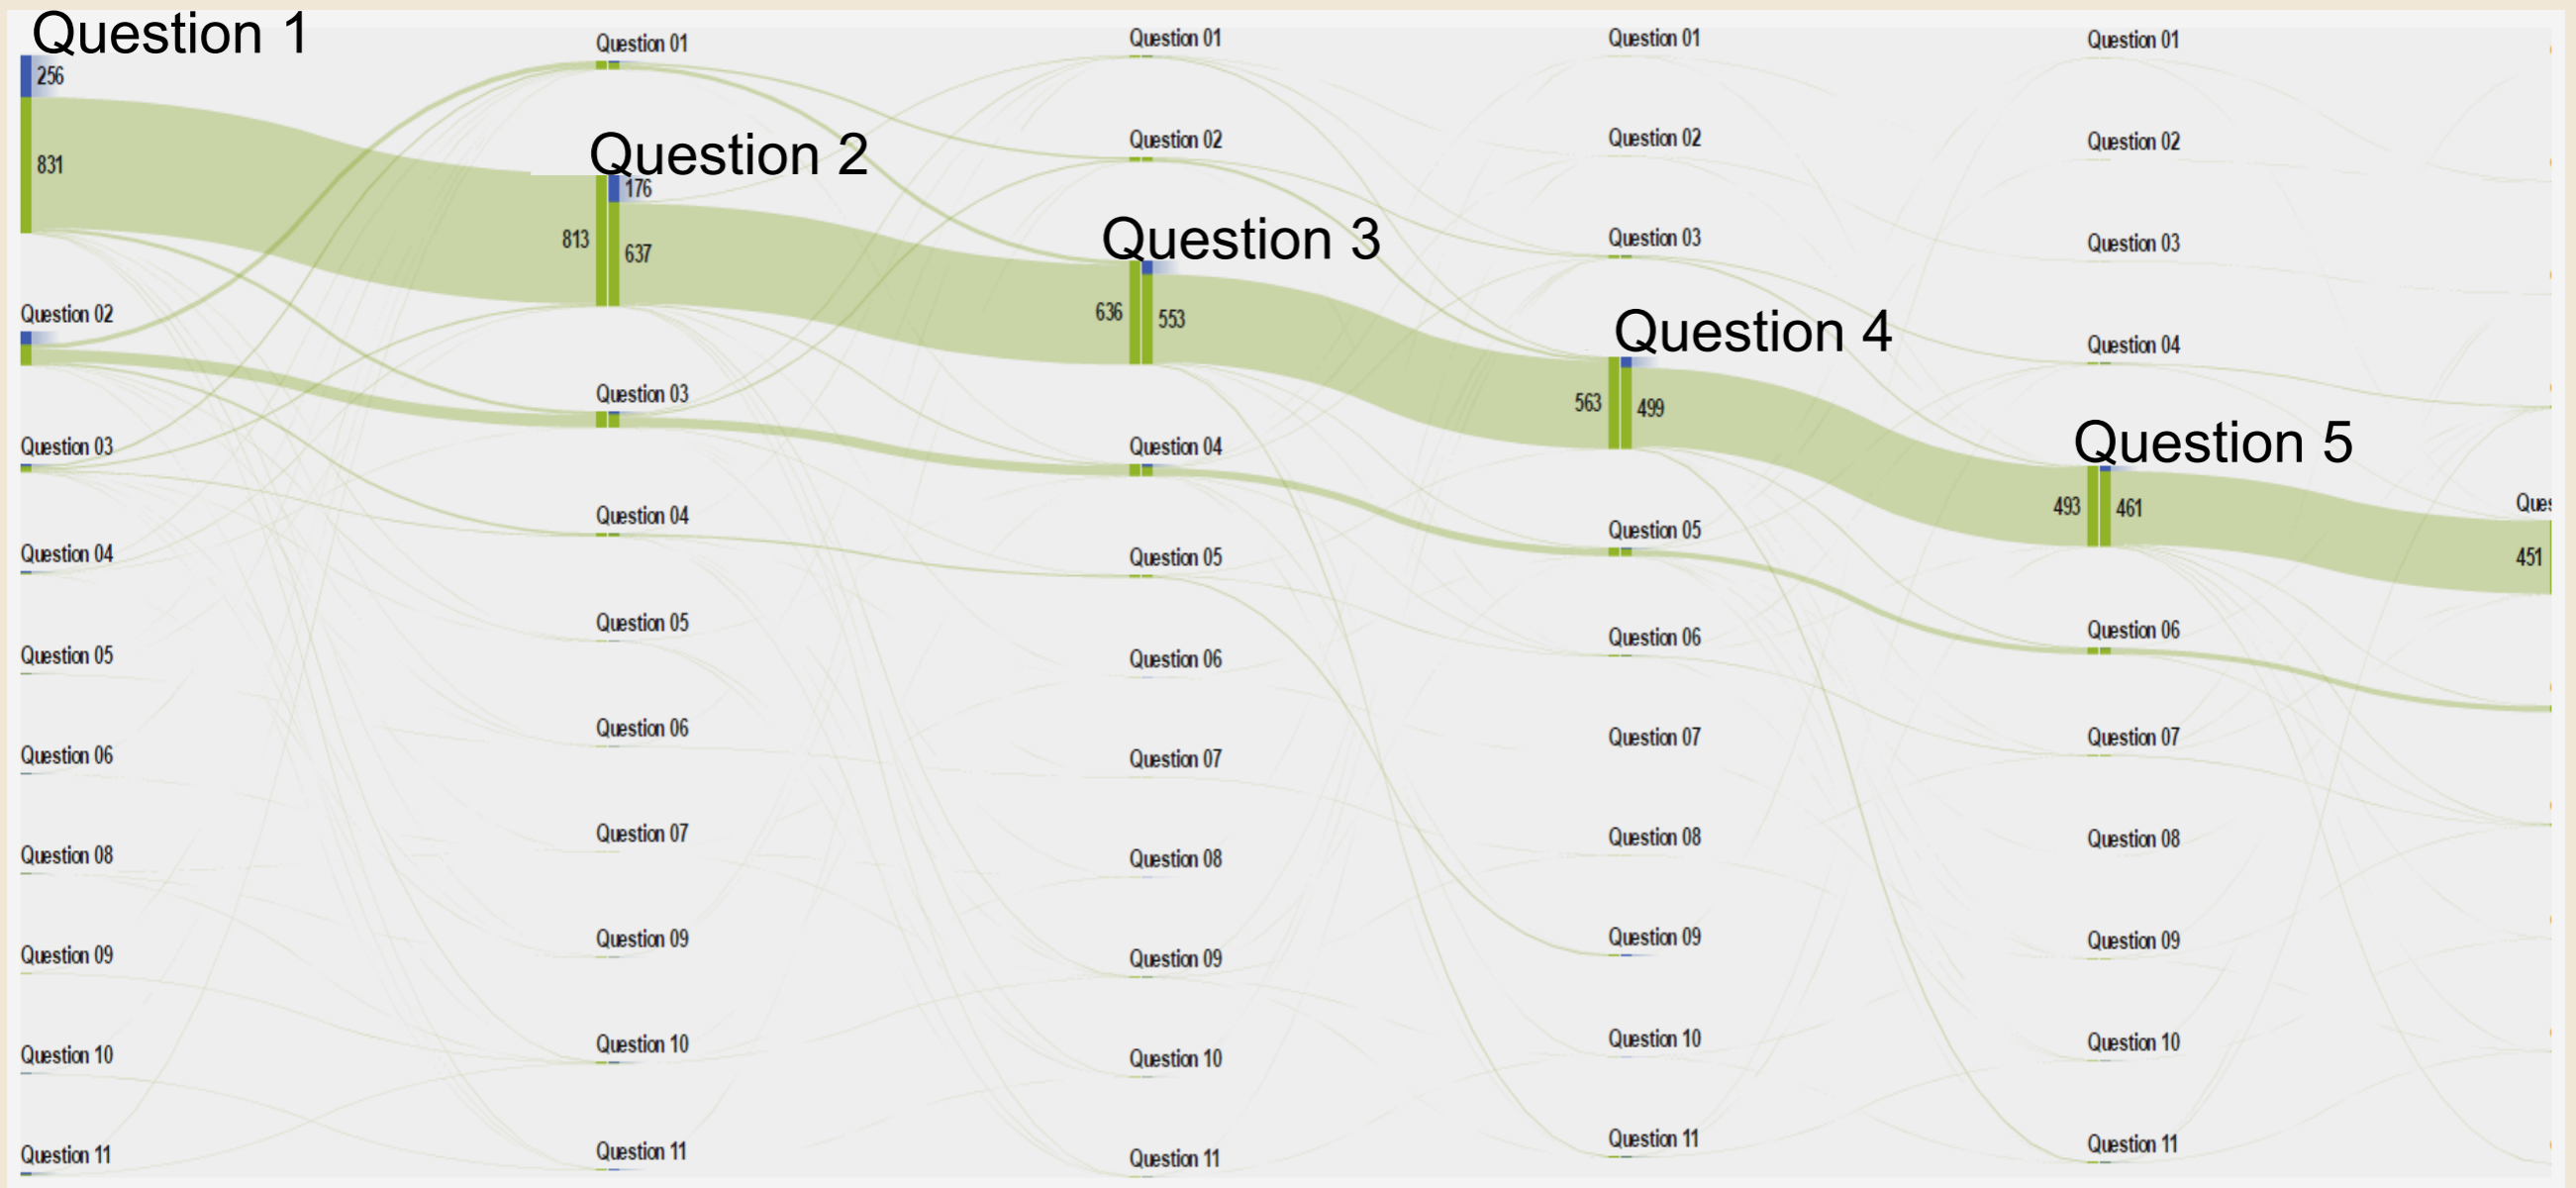 Question 1
256
831
Question 02
Question 03
Question 04
Question 05
Question 06
Question 08
Question 09
Question 10
Question 11
Question 01
Question 2
176
813
637
Question 03
Question 04
Question 05
Question 06
Question 07
Question 09
Question 10
Question 11
Question 01
Question 02
Question 3
636
553
Question 04
Question 05
Question 06
Question 07
Question 08
Question 09
Question 10
Question 11
Question 01
Question 02
Question 03
Question 4
563
499
Question 05
Question 06
Question 07
Question 08
Question 09
Question 10
Question 11
Question 01
Question 02
Question 03
Question 04
Question 5
493
461
Question 06
Question 07
Question 08
Question 09
Question 10
Question 11
Ques
451